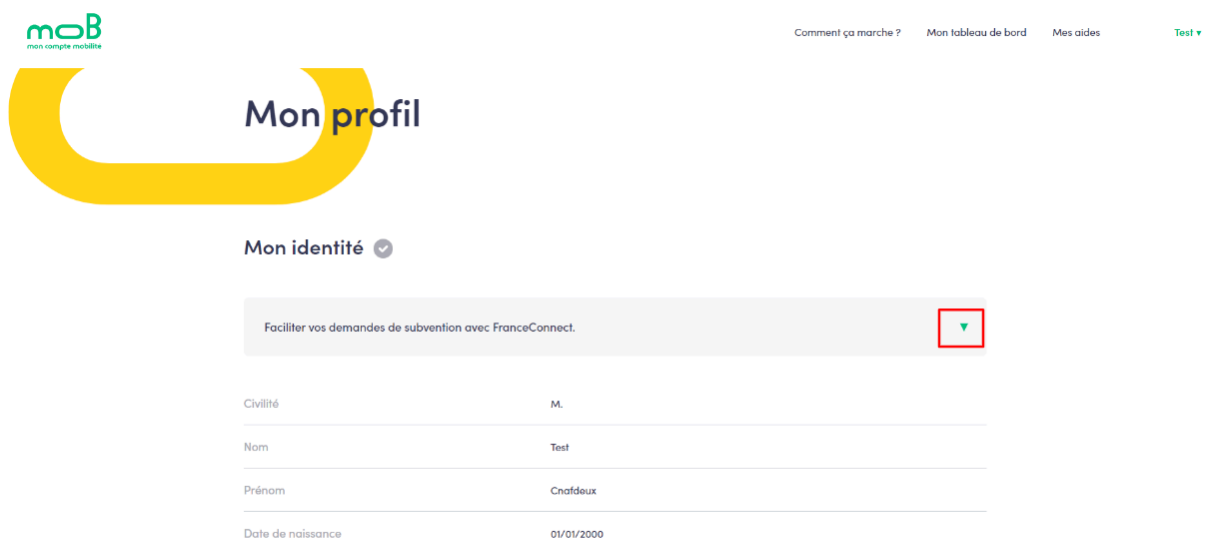 moB
mon compte mobilité
Comment ça marche ? Mon tableau de bord Mes aides Test ▾
Mon profil
Mon identité
Faciliter vos demandes de subvention avec FranceConnect.
Civilité M.
Nom Test
Prénom Cnafdeux
Date de naissance 01/01/2000